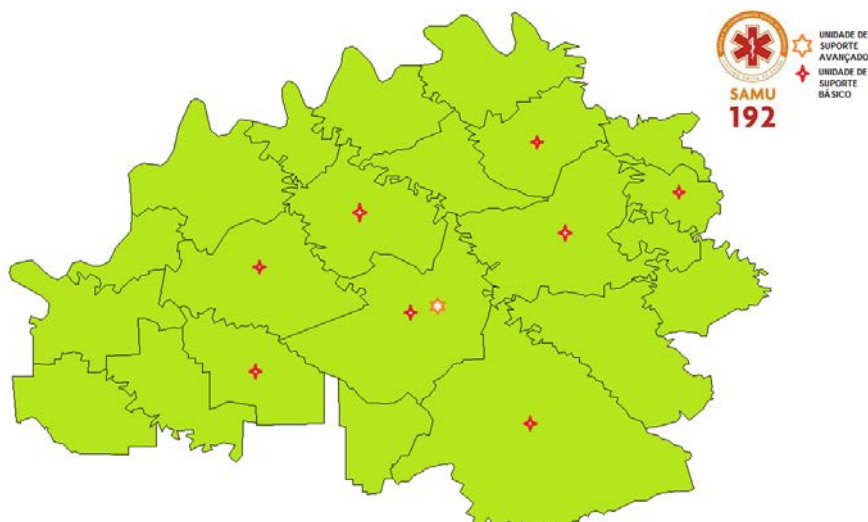 SAMU
192
UNIDADE DE
SUPORTE
AVANÇADO
UNIDADE DE
SUPORTE
BÁSICO